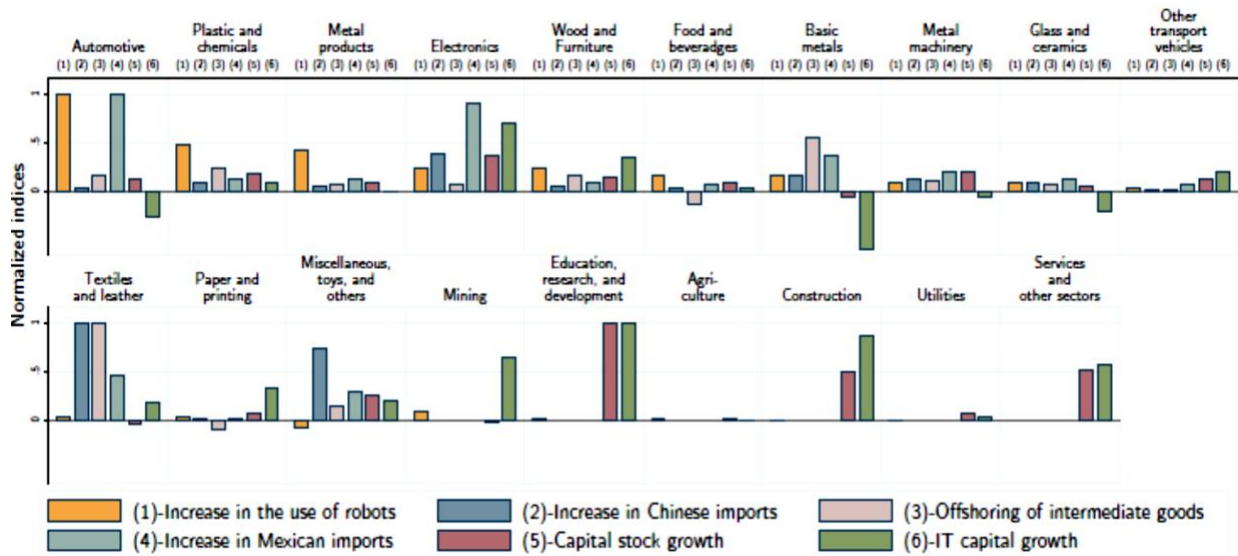 Automotive
Plastic and
chemicals
Metal
products
Electronics
Wood and
Furniture
Food and
beveradges
Basic
metals
Metal
machinery
Glass and
ceramics
Other
transport
vehicles
(1) (2) (3) (4) (5) (6) (1) (2) (3) (4) (5) (6) (1) (2) (3) (4) (5) (6) (1) (2) (3) (4) (5) (6) (1) (2) (3) (4) (5) (6) (1) (2) (3) (4) (5) (6) (1) (2) (3) (4) (5) (6) (1) (2) (3) (4) (5) (6) (1) (2) (3) (4) (5) (6) (1) (2) (3) (4) (5) (6)
1
.5
0
Normalized indices
Textiles
and leather
Paper and
printing
Miscellaneous,
toys, and
others
Mining
Education,
research, and
development
Agri-
culture
Construction
Utilities
Services
and
other sectors
1
.5
0
(1)-Increase in the use of robots
(2)-Increase in Chinese imports
(3)-Offshoring of intermediate goods
(4)-Increase in Mexican imports
(5)-Capital stock growth
(6)-IT capital growth